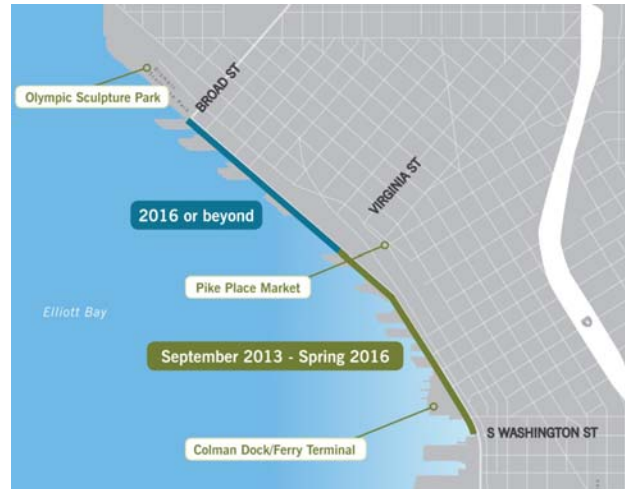 Olympic Sculpture Park
BROAD ST
VIRGINIA ST
2016 or beyond
Pike Place Market
Elliott Bay
September 2013 - Spring 2016
S WASHINGTON ST
Colman Dock/Ferry Terminal